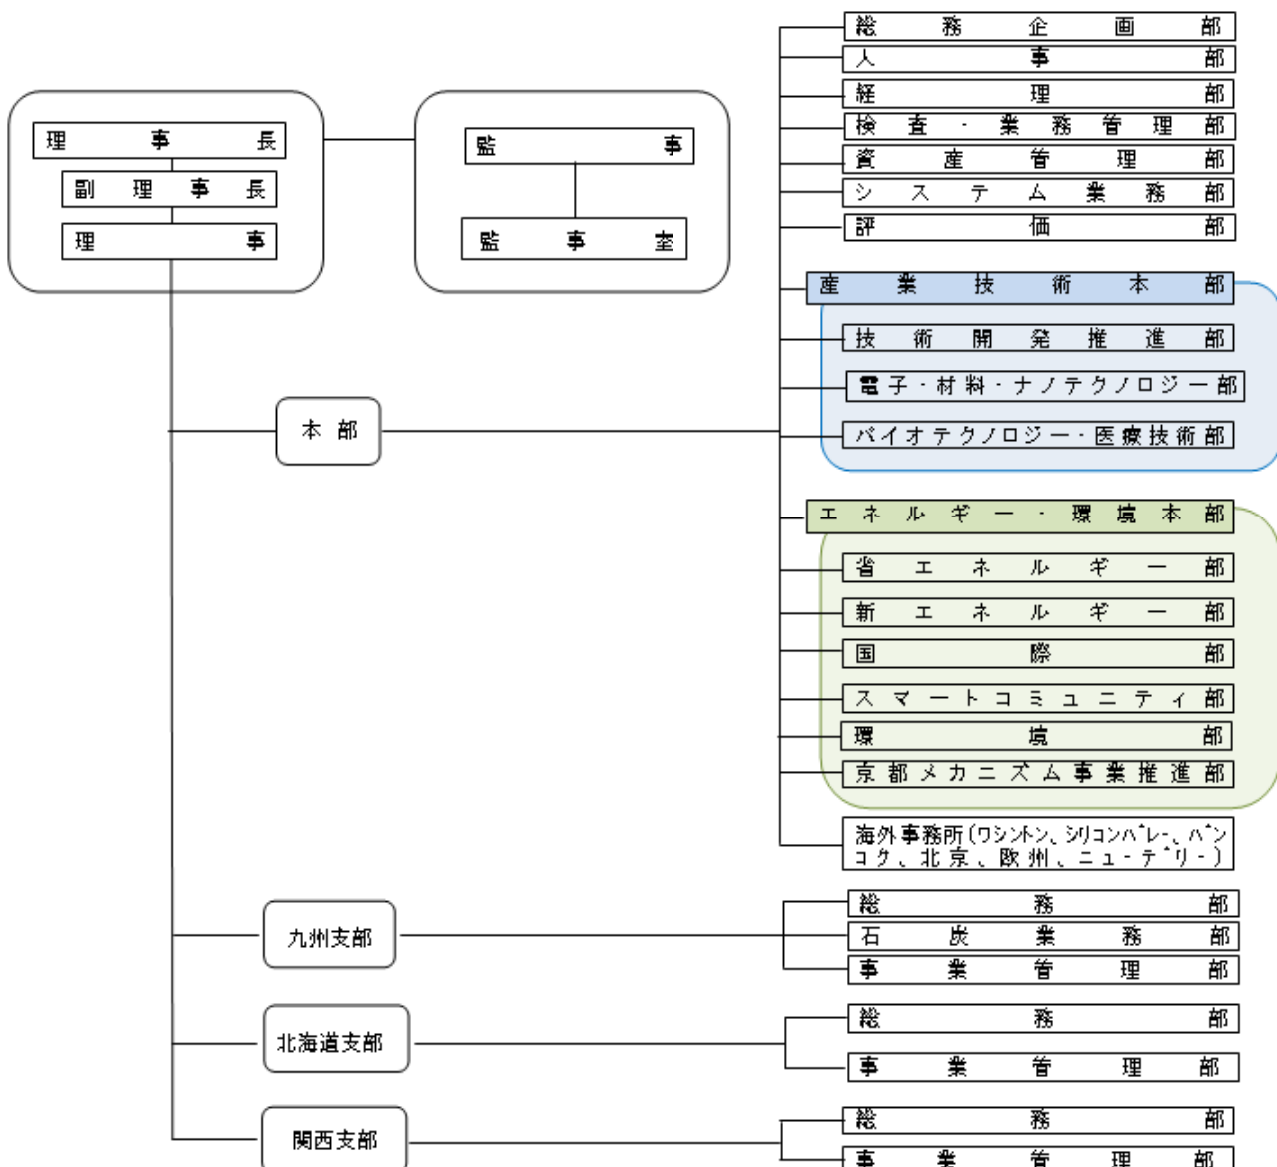 理事長
副理事長
理事
監事
監事室
本部
総務企画部
人事部
経理部
検査・業務管理部
資産管理部
システム業務部
評価部
産業技術本部
技術開発推進部
電子・材料・ナノテクノロジー部
バイオテクノロジー・医療技術部
エネルギー・環境本部
省エネルギー部
新エネルギー部
国際部
スマートコミュニティ部
環境部
京都メカニズム事業推進部
海外事務所(ワシントン、シリコンバレー、バン
コク、北京、欧州、ニューデリー)
九州支部
総務部
石炭業務部
事業管理部
北海道支部
総務部
事業管理部
関西支部
総務部
事業管理部